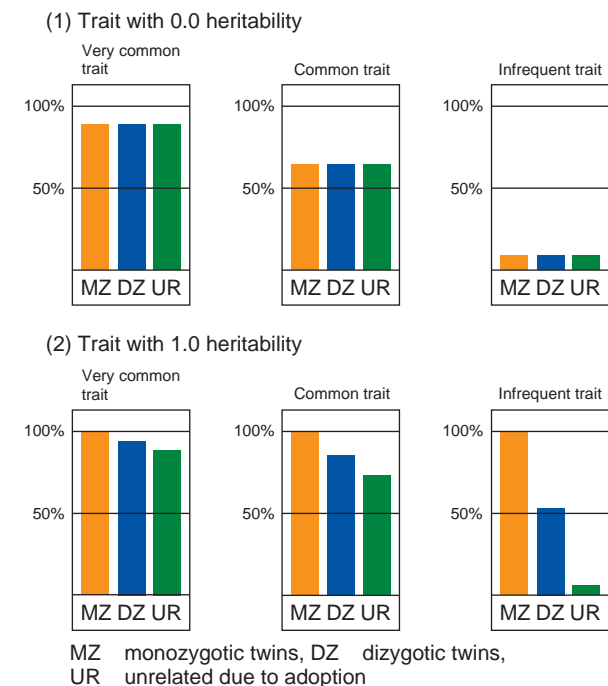 (1) Trait with 0.0 heritability
Very common
trait
Common trait
Infrequent trait
100%
50%
MZ DZ UR
100%
50%
MZ DZ UR
100%
50%
MZ DZ UR
(2) Trait with 1.0 heritability
Very common
trait
Common trait
Infrequent trait
100%
50%
MZ DZ UR
100%
50%
MZ DZ UR
100%
50%
MZ DZ UR
MZ monozygotic twins, DZ dizygotic twins,
UR unrelated due to adoption